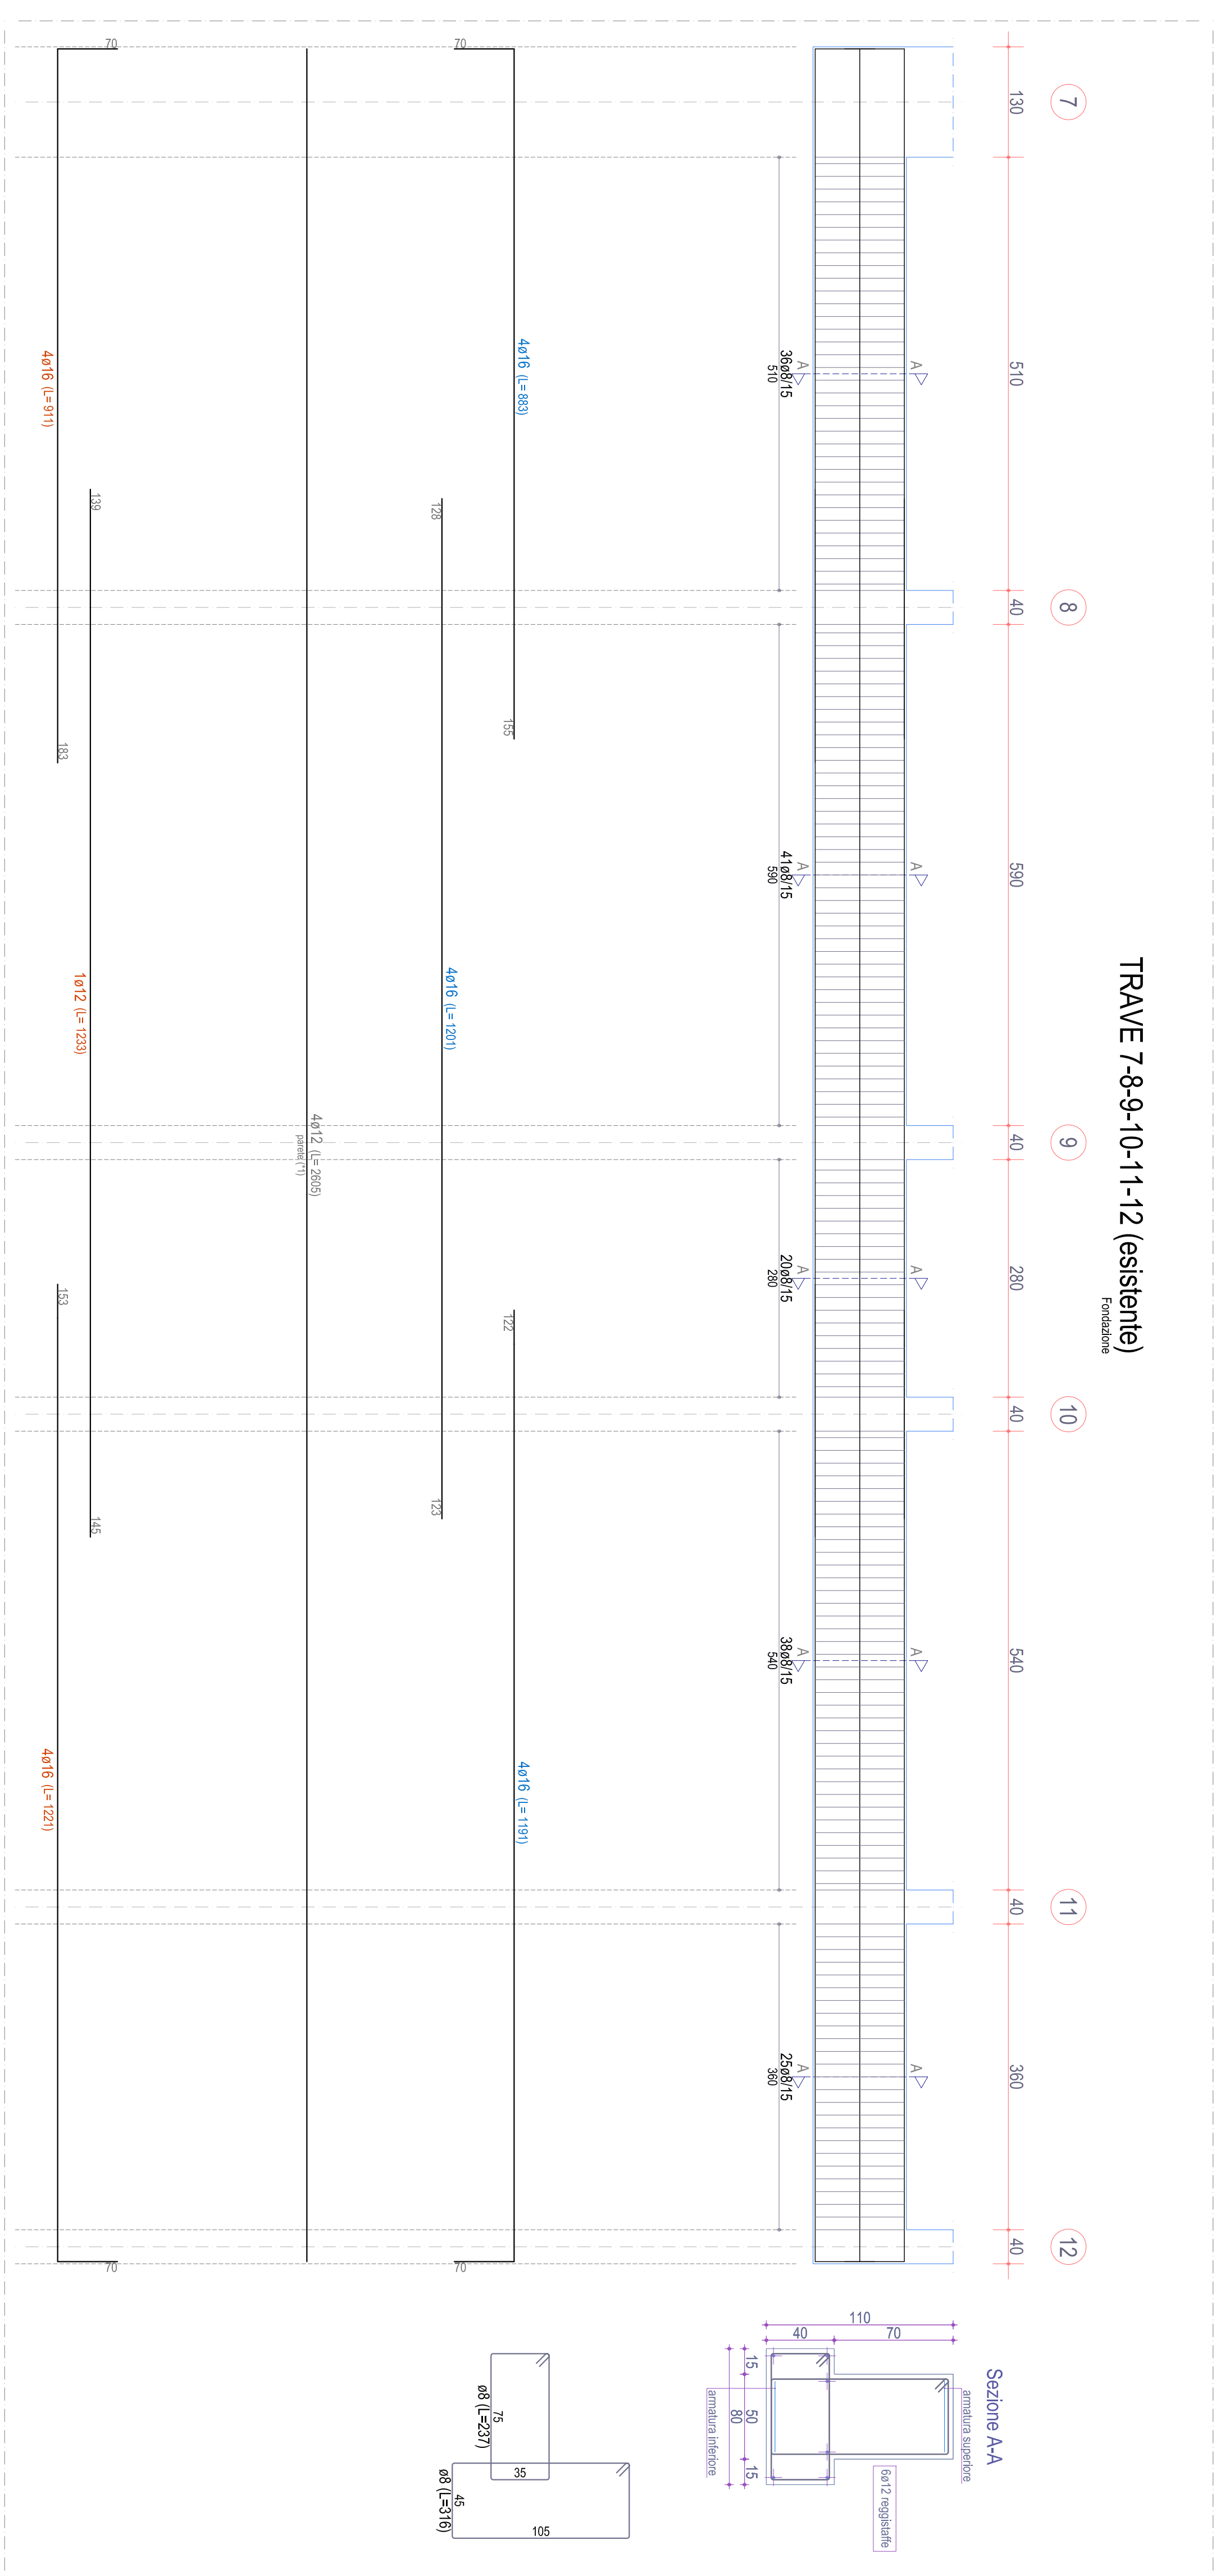 TRAVE 7-8-9-10-11-12 (esistente)
Fondazione
7
8
9
10
11
12
130
510
40
590
40
280
40
540
40
360
40
A
A
A
A
A
A
A
A
A
A
36ø8/15
510
41ø8/15
590
20ø8/15
280
38ø8/15
540
25ø8/15
360
70
4ø16 (L= 883)
155
122
4ø16 (L= 1191)
70
128
4ø16 (L= 1201)
123
4ø12 (L= 2605)
parete (*1)
139
1ø12 (L= 1233)
145
70
4ø16 (L= 911)
183
153
4ø16 (L= 1221)
70
Sezione A-A
armatura superiore
6ø12 reggistaffe
armatura inferiore
110
40
70
15
50
15
80
75
35
ø8 (L=237)
45
105
ø8 (L=316)